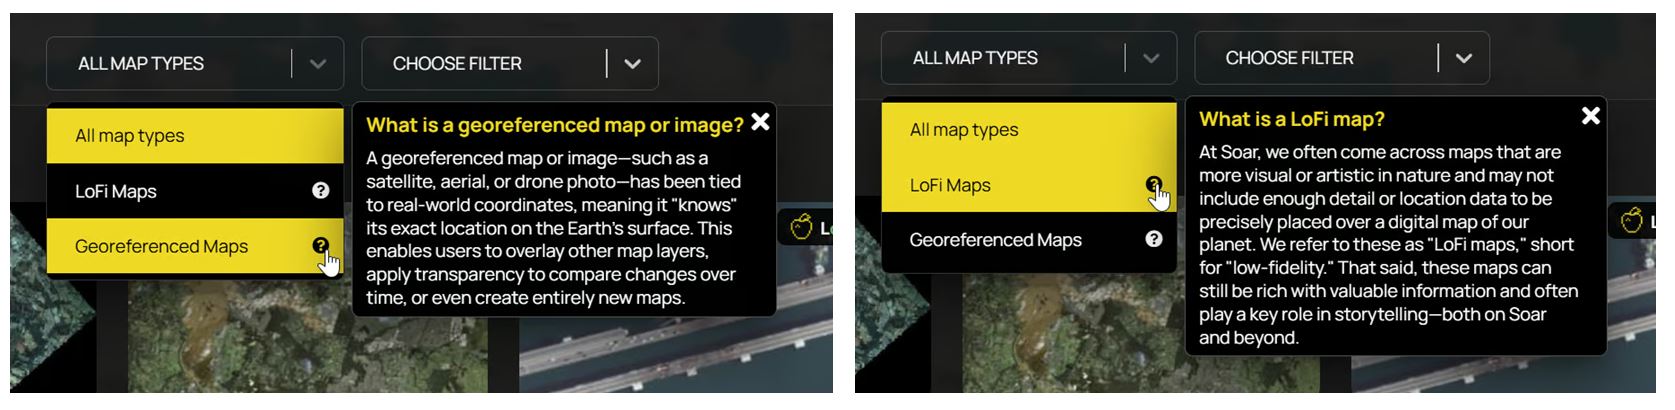 ALL MAP TYPES
CHOOSE FILTER
All map types
LoFi Maps
Georeferenced Maps
What is a georeferenced map or image?
A georeferenced map or image—such as a
satellite, aerial, or drone photo—has been tied
to real-world coordinates, meaning it "knows"
its exact location on the Earth's surface. This
enables users to overlay other map layers,
apply transparency to compare changes over
time, or even create entirely new maps.
ALL MAP TYPES
CHOOSE FILTER
All map types
LoFi Maps
Georeferenced Maps
What is a LoFi map?
At Soar, we often come across maps that are
more visual or artistic in nature and may not
include enough detail or location data to be
precisely placed over a digital map of our
planet. We refer to these as "LoFi maps," short
for "low-fidelity." That said, these maps can
still be rich with valuable information and often
play a key role in storytelling—both on Soar
and beyond.